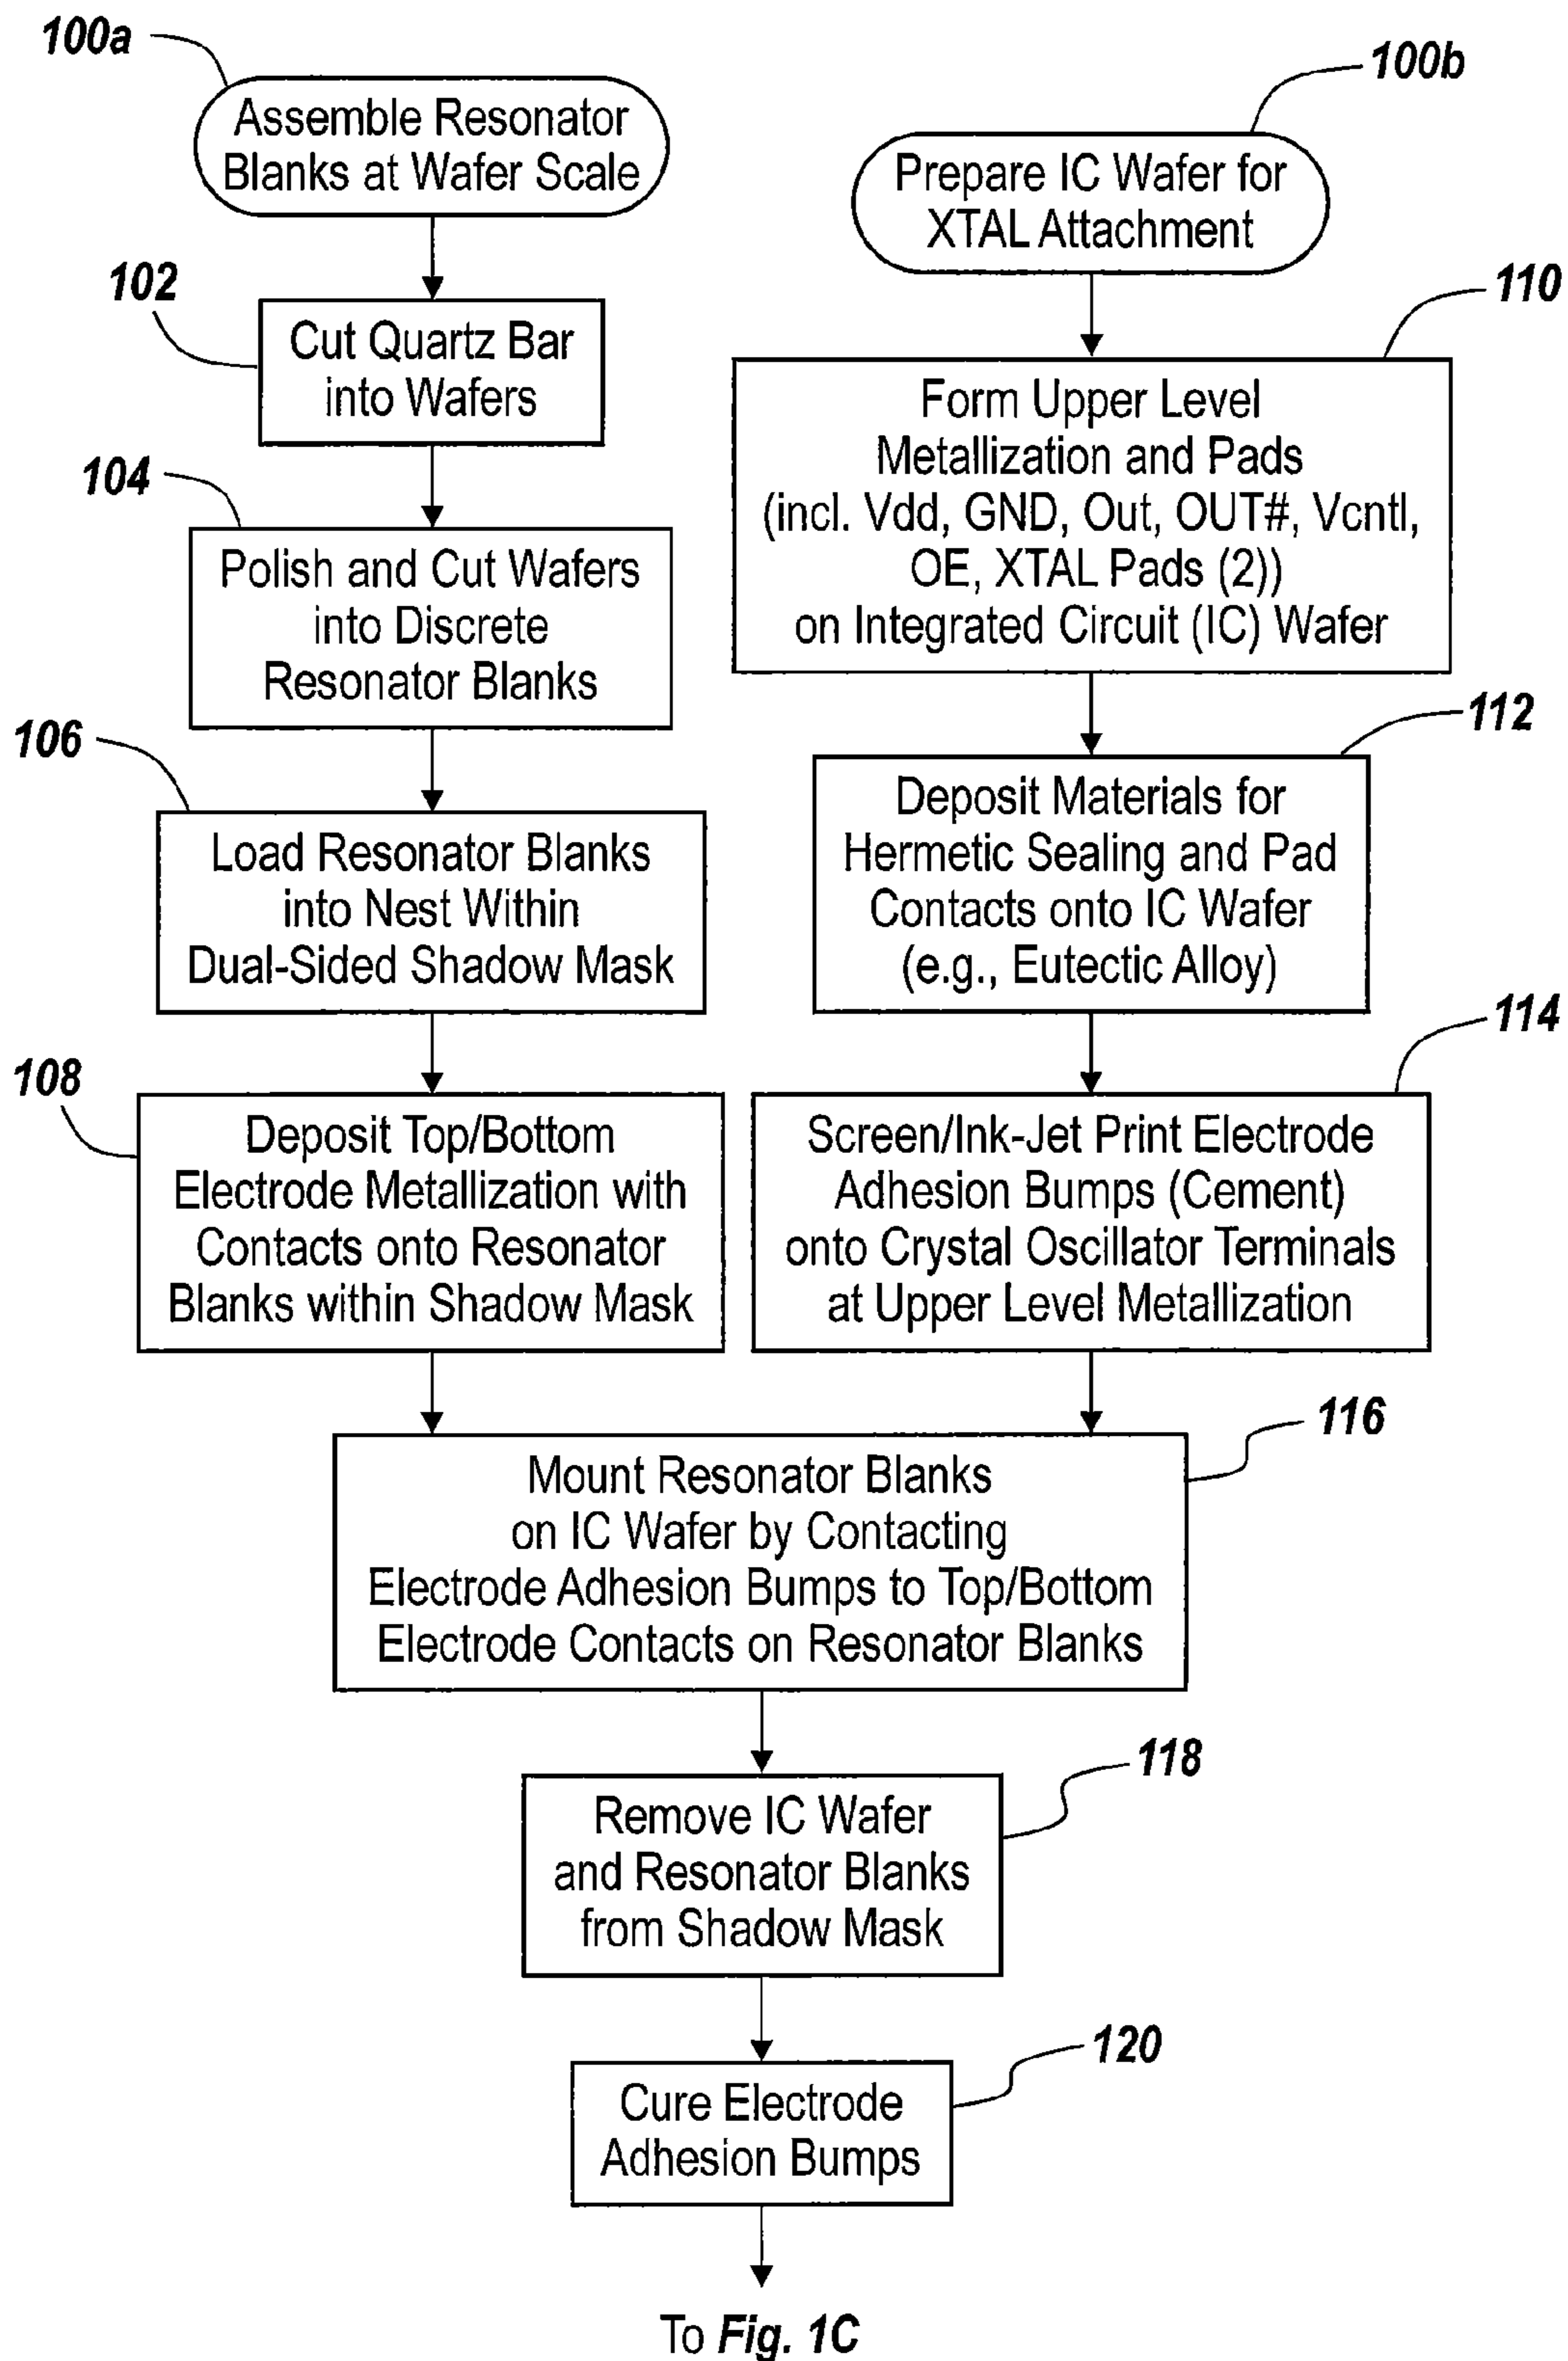 100a
Assemble Resonator
Blanks at Wafer Scale
102
Cut Quartz Bar
into Wafers
104
Polish and Cut Wafers
into Discrete
Resonator Blanks
106
Load Resonator Blanks
into Nest Within
Dual-Sided Shadow Mask
108
Deposit Top/Bottom
Electrode Metallization with
Contacts onto Resonator
Blanks within Shadow Mask
100b
Prepare IC Wafer for
XTAL Attachment
110
Form Upper Level
Metallization and Pads
(incl. Vdd, GND, Out, OUT#, Vcntl,
OE, XTAL Pads (2))
on Integrated Circuit (IC) Wafer
112
Deposit Materials for
Hermetic Sealing and Pad
Contacts onto IC Wafer
(e.g., Eutectic Alloy)
114
Screen/Ink-Jet Print Electrode
Adhesion Bumps (Cement)
onto Crystal Oscillator Terminals
at Upper Level Metallization
116
Mount Resonator Blanks
on IC Wafer by Contacting
Electrode Adhesion Bumps to Top/Bottom
Electrode Contacts on Resonator Blanks
118
Remove IC Wafer
and Resonator Blanks
from Shadow Mask
120
Cure Electrode
Adhesion Bumps
To Fig. 1C